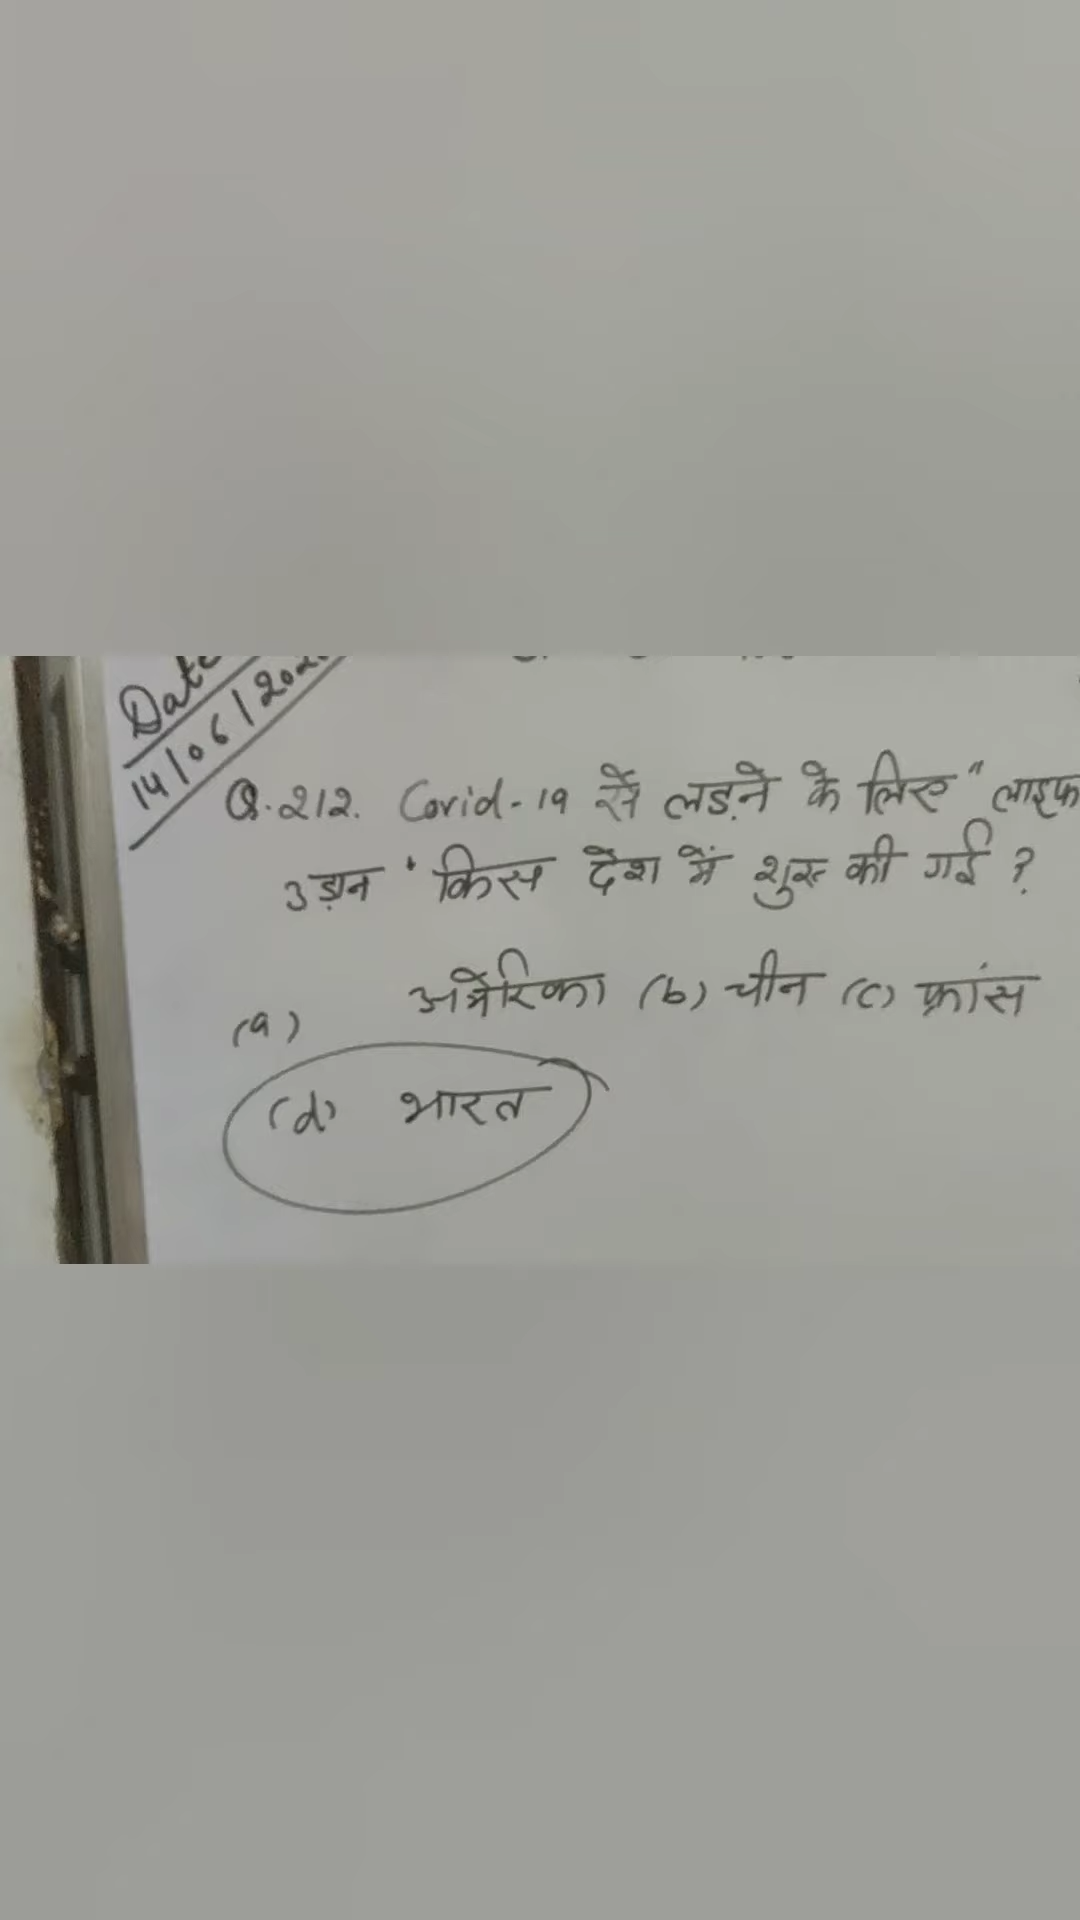 Date
14/06/202
Q.212. Covid-19 से लड़ने के लिए "लाइफ
उड़ान" किस देश में शुरू की गई ?
(a) अमेरिका (b) चीन (c) फ्रांस
(d) भारत